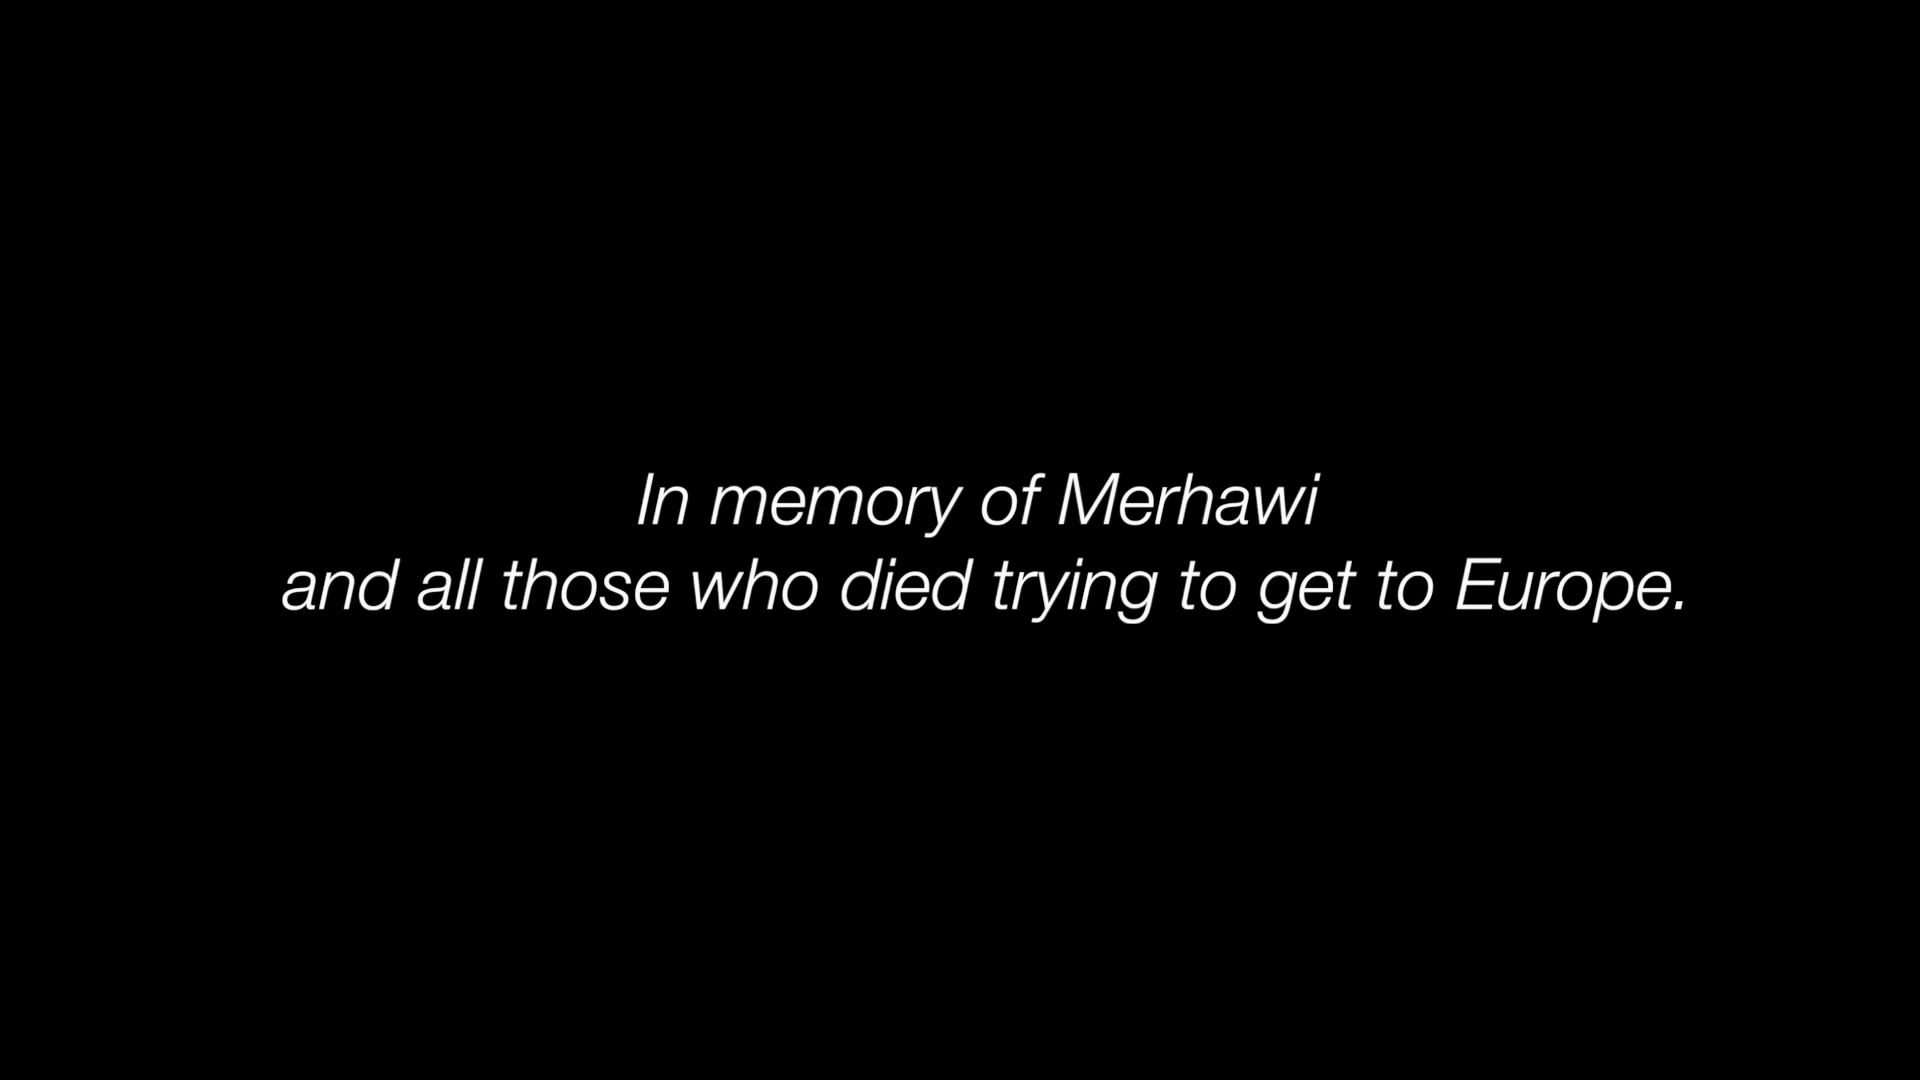 In memory of Merhawi
and all those who died trying to get to Europe.